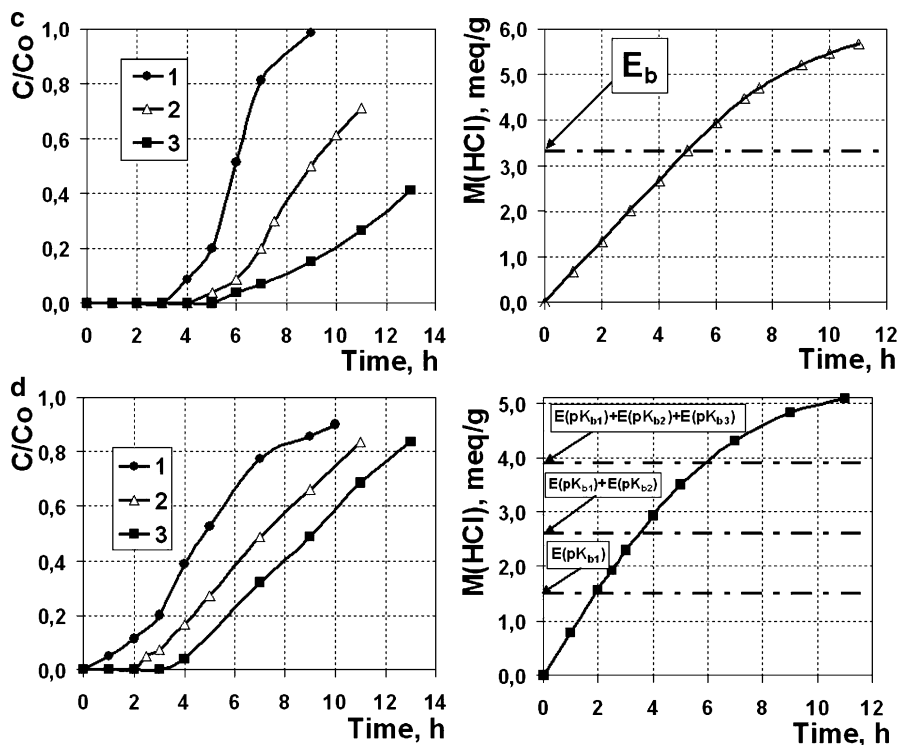 c
C/Co
1,0
0,8
0,6
0,4
0,2
0,0
1
2
3
0 2 4 6 8 10 12 14
Time, h
M(HCl), meq/g
6,0
5,0
4,0
3,0
2,0
1,0
0,0
E_b
0 2 4 6 8 10 12
Time, h
d
C/Co
1,0
0,8
0,6
0,4
0,2
0,0
1
2
3
0 2 4 6 8 10 12 14
Time, h
M(HCl), meq/g
5,0
4,0
3,0
2,0
1,0
0,0
E(pK_b1)+E(pK_b2)+E(pK_b3)
E(pK_b1)+E(pK_b2)
E(pK_b1)
0 2 4 6 8 10 12
Time, h